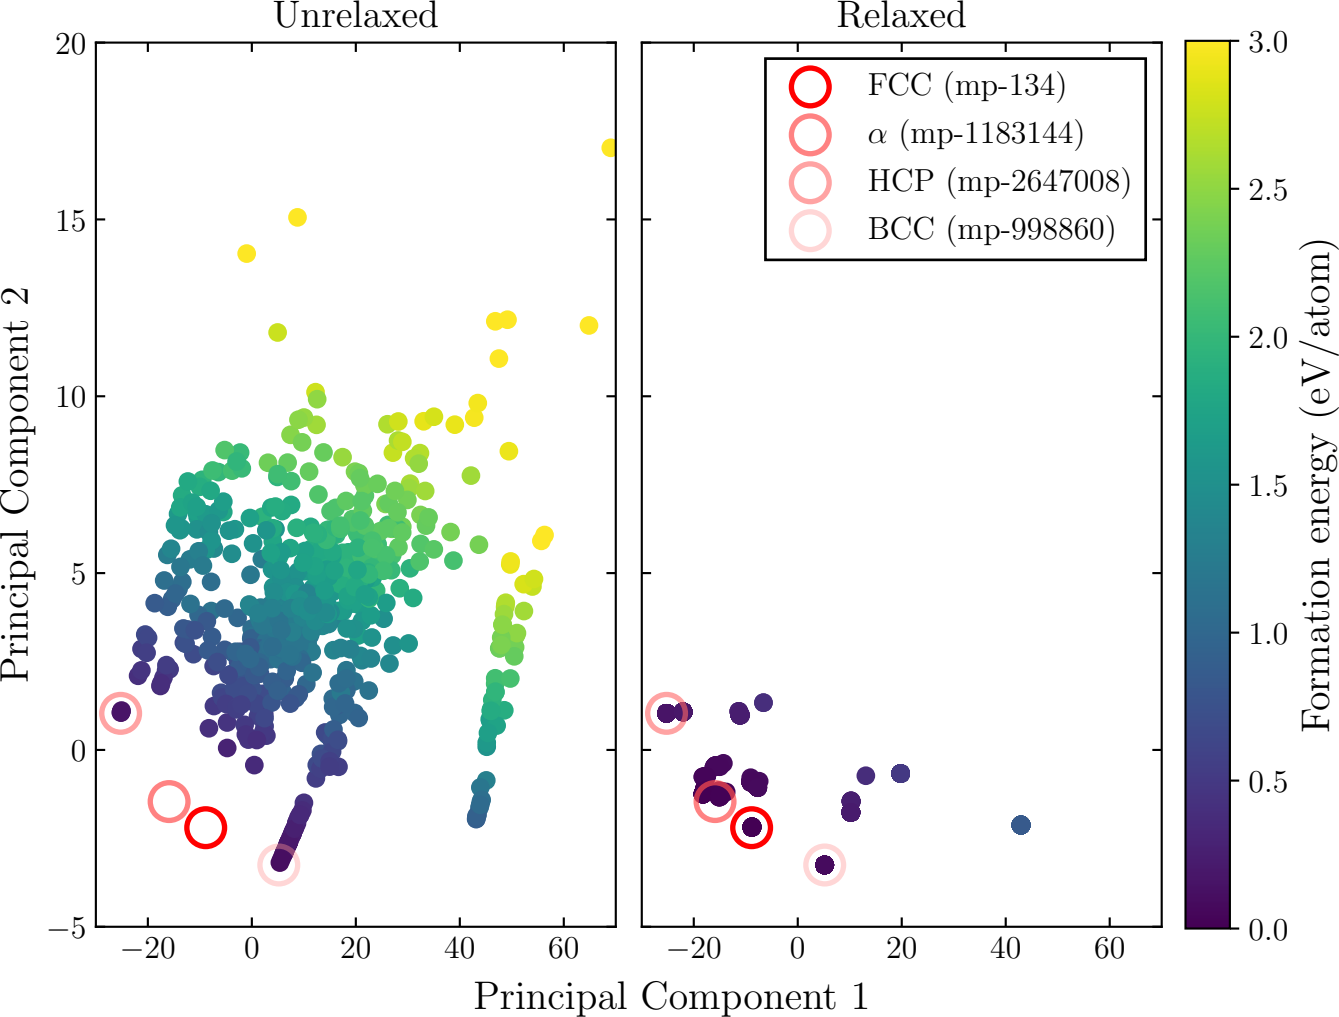 Unrelaxed
Relaxed
20
15
10
5
0
−5
Principal Component 2
−20 0 20 40 60
−20 0 20 40 60
Principal Component 1
FCC (mp-134)
α (mp-1183144)
HCP (mp-2647008)
BCC (mp-998860)
3.0
2.5
2.0
1.5
1.0
0.5
0.0
Formation energy (eV/atom)